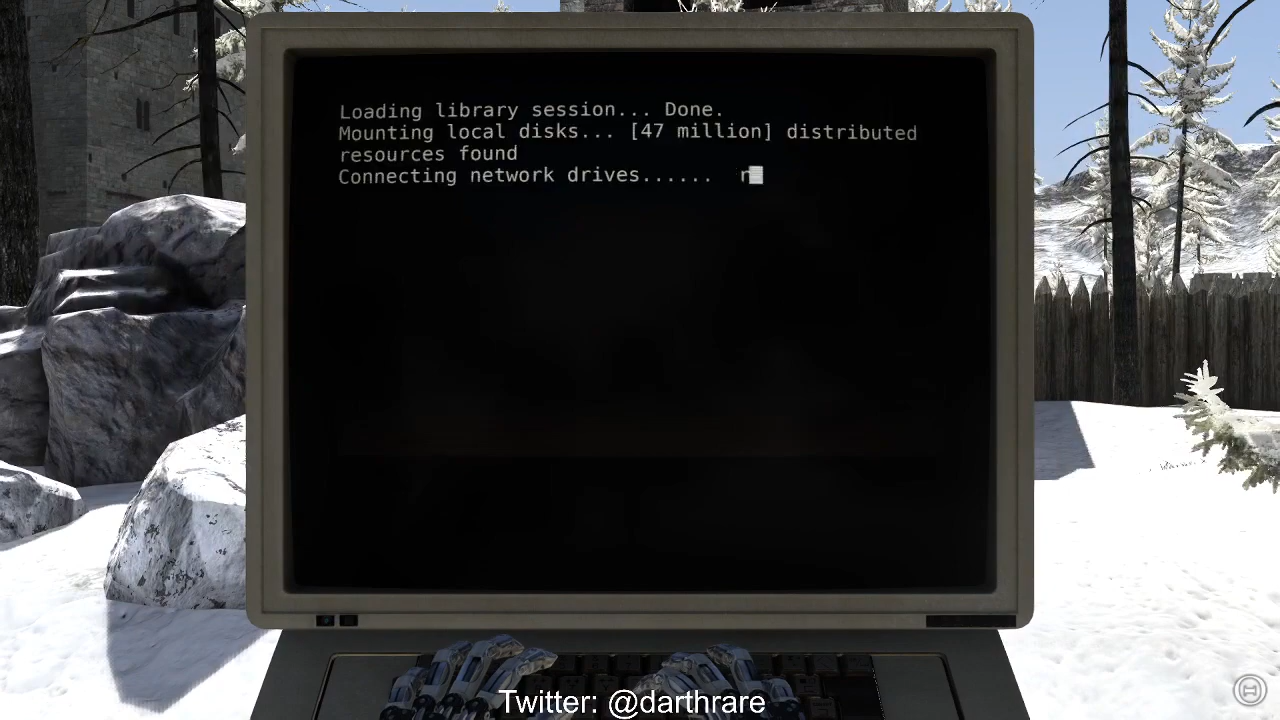 Loading library session... Done.
Mounting local disks... [47 million] distributed
resources found
Connecting network drives......  r
Twitter: @darthrare